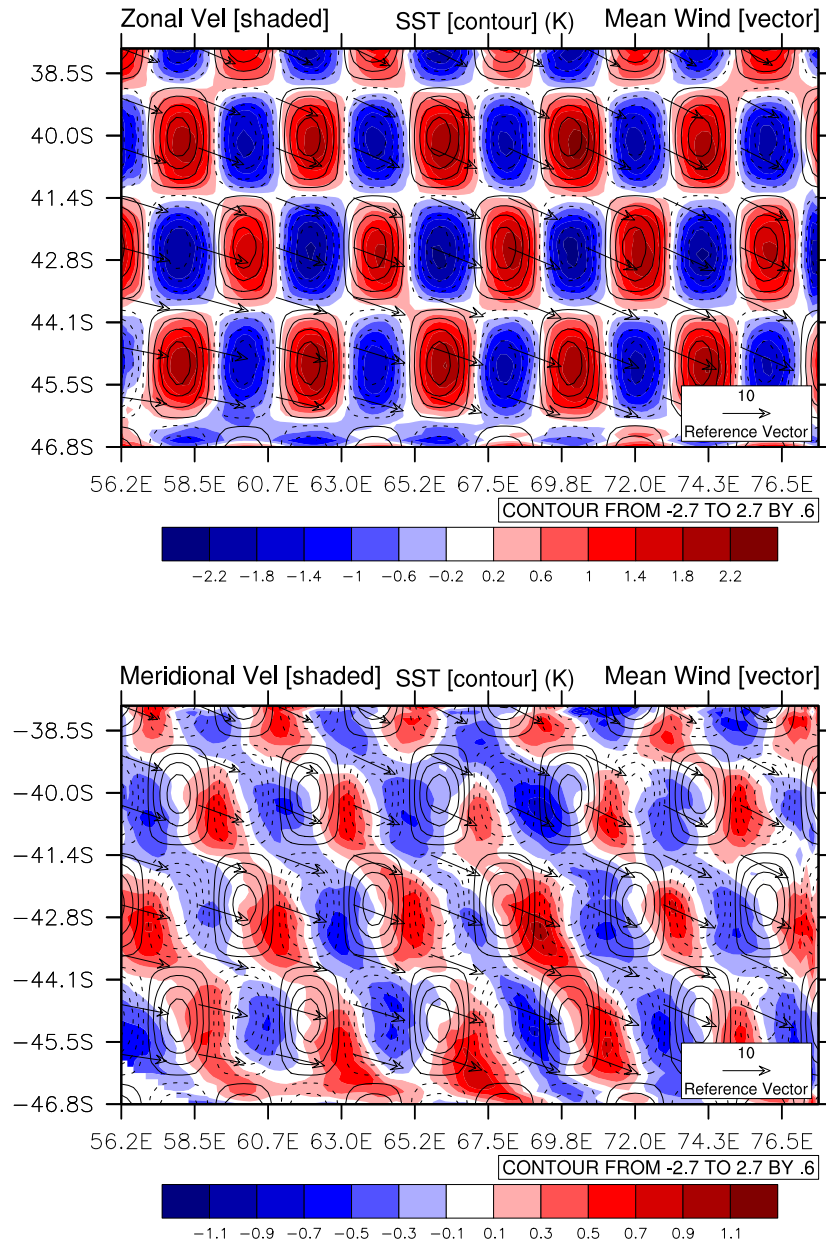 Zonal Vel [shaded] SST [contour] (K) Mean Wind [vector]
38.5S
40.0S
41.4S
42.8S
44.1S
45.5S
46.8S
10
Reference Vector
56.2E 58.5E 60.7E 63.0E 65.2E 67.5E 69.8E 72.0E 74.3E 76.5E
CONTOUR FROM -2.7 TO 2.7 BY .6
-2.2 -1.8 -1.4 -1 -0.6 -0.2 0.2 0.6 1 1.4 1.8 2.2
Meridional Vel [shaded] SST [contour] (K) Mean Wind [vector]
-38.5S
-40.0S
-41.4S
-42.8S
-44.1S
-45.5S
-46.8S
10
Reference Vector
56.2E 58.5E 60.7E 63.0E 65.2E 67.5E 69.8E 72.0E 74.3E 76.5E
CONTOUR FROM -2.7 TO 2.7 BY .6
-1.1 -0.9 -0.7 -0.5 -0.3 -0.1 0.1 0.3 0.5 0.7 0.9 1.1